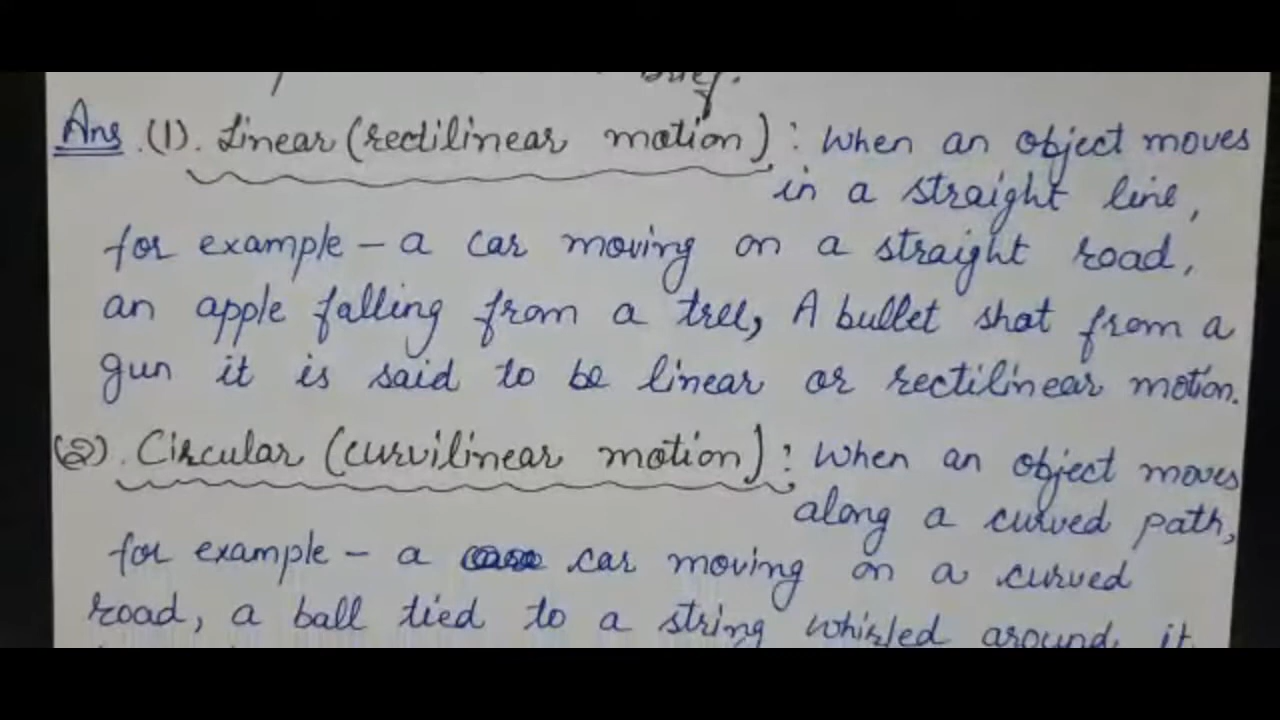 brief.
Ans.(1). Linear (rectilinear motion) : When an object moves
in a straight line,
for example – a car moving on a straight road,
an apple falling from a tree, A bullet shot from a
gun it is said to be linear or rectilinear motion.
(2). Circular (curvilinear motion) : When an object moves
along a curved path,
for example – a car moving on a curved
road, a ball tied to a string whirled around it